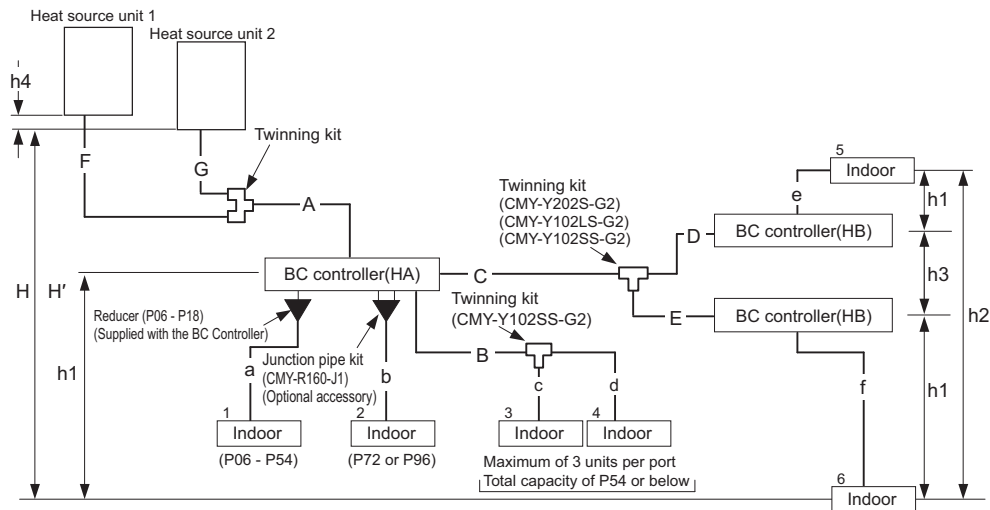 Heat source unit 1
Heat source unit 2
h4
Twinning kit
F
G
A
H
H′
h1
BC controller(HA)
Reducer (P06 - P18)
(Supplied with the BC Controller)
Junction pipe kit
(CMY-R160-J1)
(Optional accessory)
a
b
1
Indoor
(P06 - P54)
2
Indoor
(P72 or P96)
C
Twinning kit
(CMY-Y202S-G2)
(CMY-Y102LS-G2)
(CMY-Y102SS-G2)
Twinning kit
(CMY-Y102SS-G2)
B
c
d
3
Indoor
4
Indoor
Maximum of 3 units per port
Total capacity of P54 or below
D
E
5
Indoor
e
BC controller(HB)
BC controller(HB)
f
6
Indoor
h1
h3
h1
h2